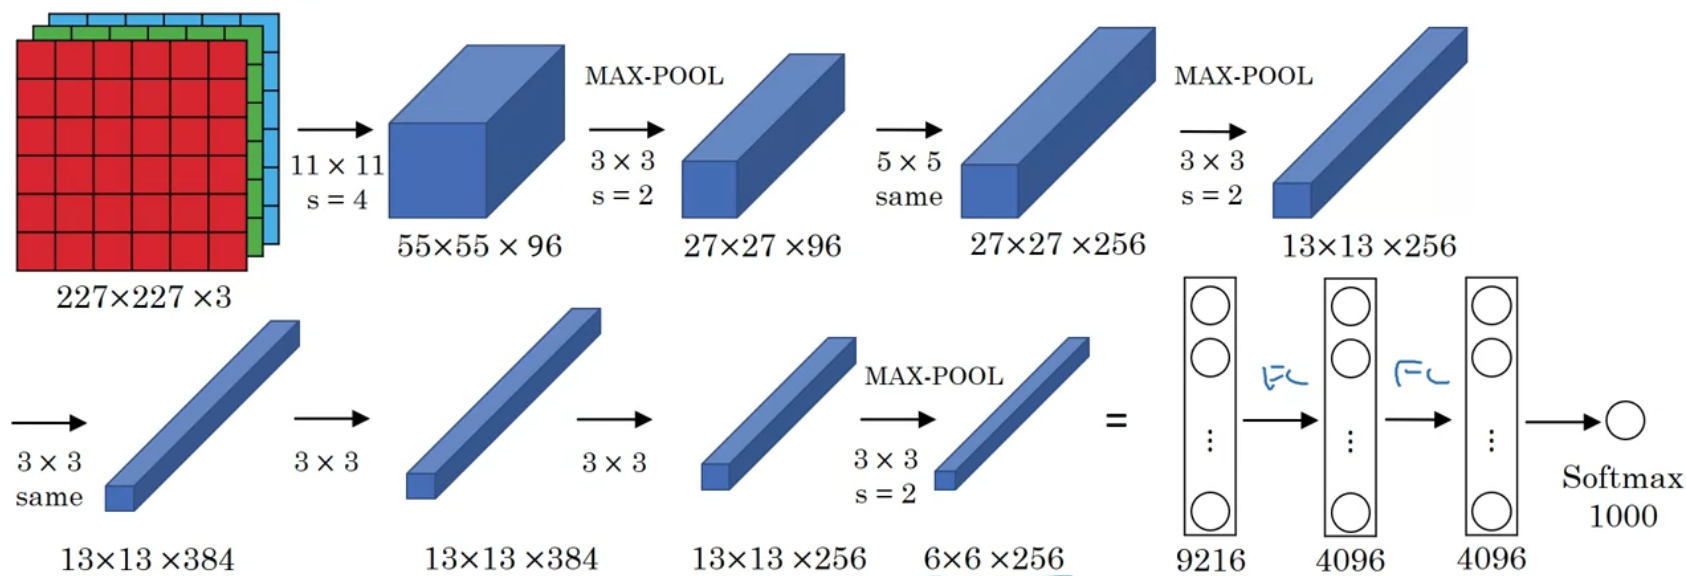 227×227 ×3
11 × 11
s = 4
55×55 × 96
MAX-POOL
3 × 3
s = 2
27×27 ×96
5 × 5
same
27×27 ×256
MAX-POOL
3 × 3
s = 2
13×13 ×256
3 × 3
same
13×13 ×384
3 × 3
13×13 ×384
3 × 3
13×13 ×256
MAX-POOL
3 × 3
s = 2
6×6 ×256
=
⋮
9216
FC
⋮
4096
FC
⋮
4096
Softmax
1000